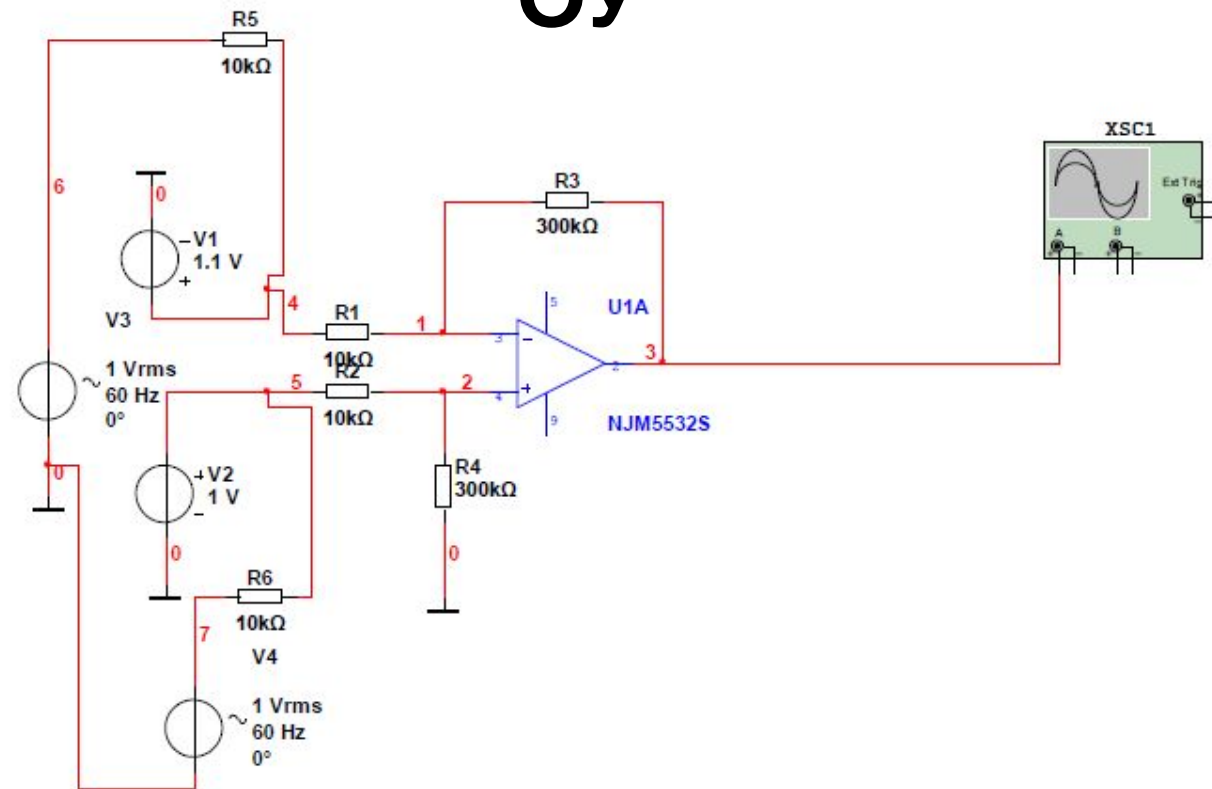 R5
10kΩ
XSC1
Ext Trig
A
B
6
0
V1
1.1 V
R3
300kΩ
4
V3
R1
10kΩ
1
5
U1A
3
2
3
1 Vrms
60 Hz
0°
5
R2
10kΩ
2
4
9
NJM5532S
0
V2
1 V
R4
300kΩ
0
0
R6
10kΩ
7
V4
1 Vrms
60 Hz
0°